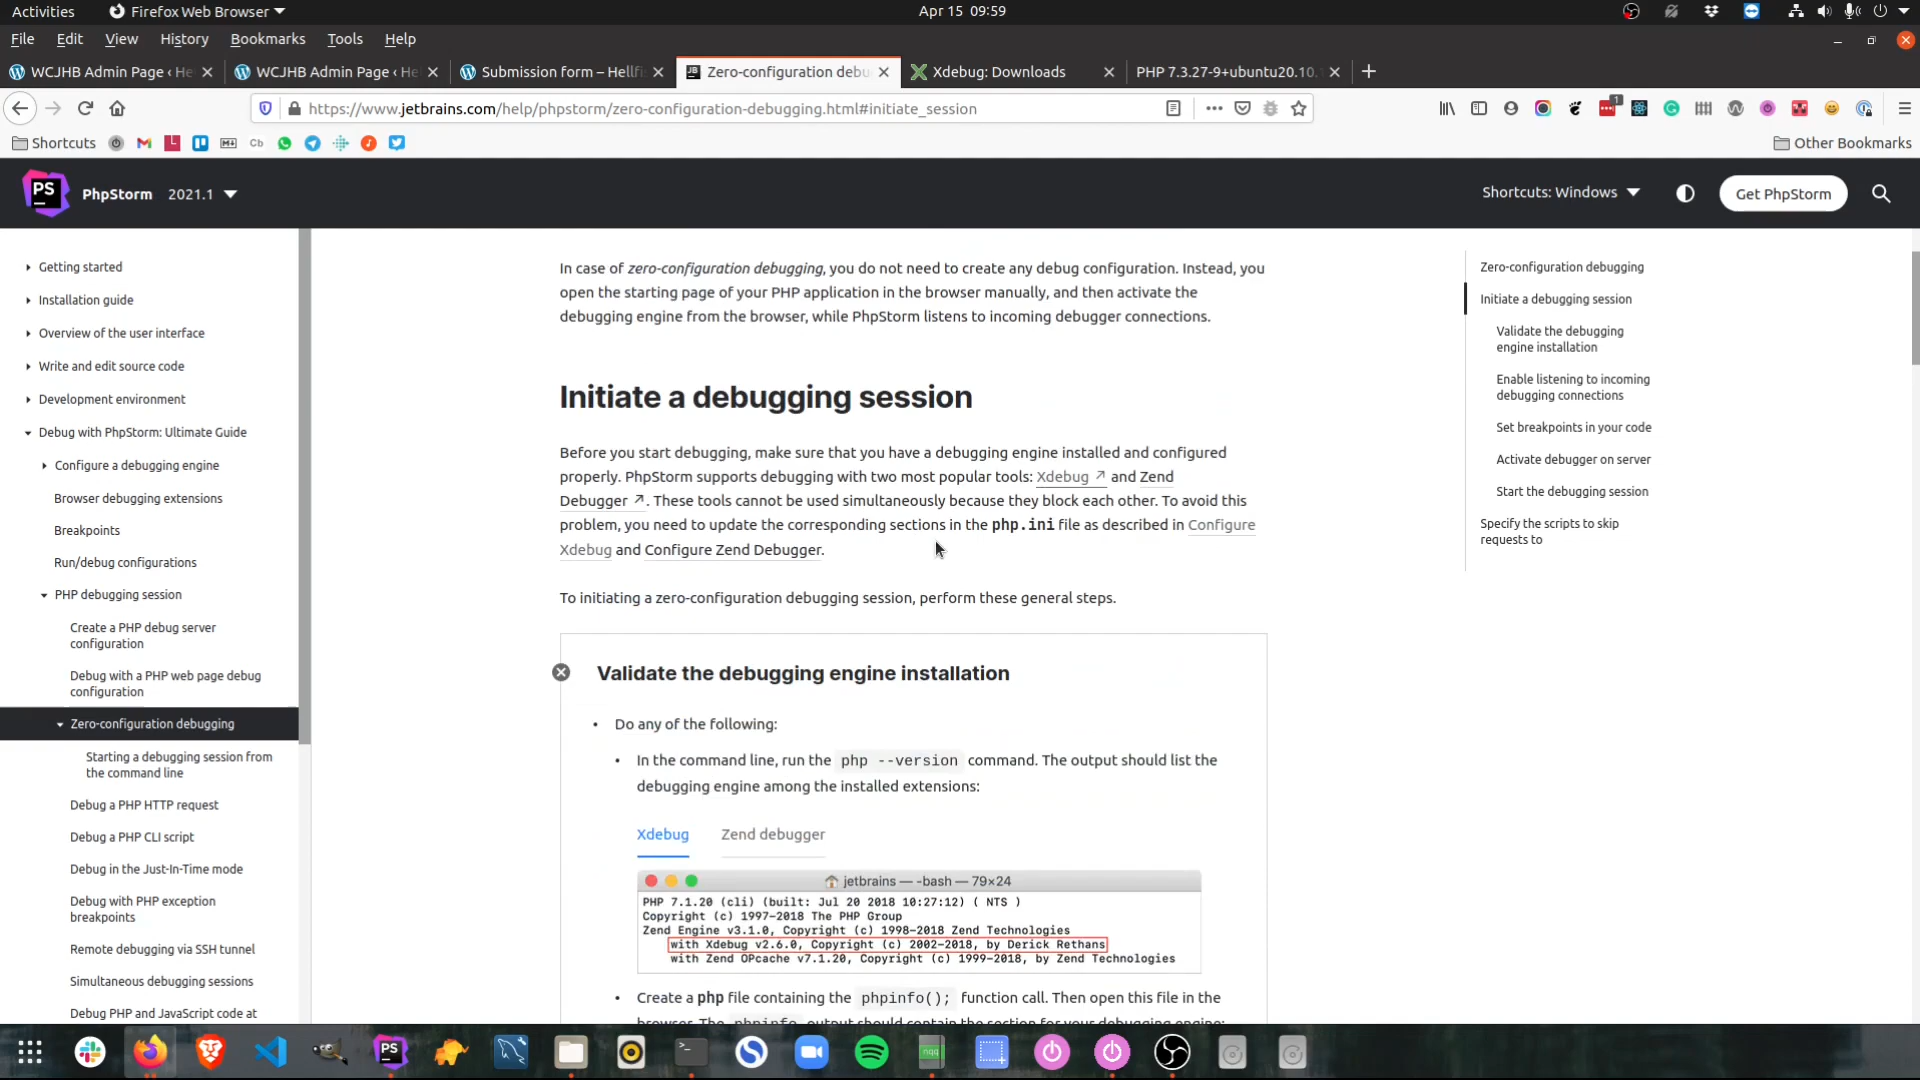 Activities
Firefox Web Browser
Apr 15 09:59
File Edit View History Bookmarks Tools Help
WCJHB Admin Page ‹ He
WCJHB Admin Page ‹ He
Submission form – Hellfi
Zero-configuration debu
Xdebug: Downloads
PHP 7.3.27-9+ubuntu20.10.
https://www.jetbrains.com/help/phpstorm/zero-configuration-debugging.html#initiate_session
1
Shortcuts
Cb
Other Bookmarks
PS
PhpStorm 2021.1
Shortcuts: Windows
Get PhpStorm
Getting started
Installation guide
Overview of the user interface
Write and edit source code
Development environment
Debug with PhpStorm: Ultimate Guide
Configure a debugging engine
Browser debugging extensions
Breakpoints
Run/debug configurations
PHP debugging session
Create a PHP debug server
configuration
Debug with a PHP web page debug
configuration
Zero-configuration debugging
Starting a debugging session from
the command line
Debug a PHP HTTP request
Debug a PHP CLI script
Debug in the Just-In-Time mode
Debug with PHP exception
breakpoints
Remote debugging via SSH tunnel
Simultaneous debugging sessions
Debug PHP and JavaScript code at
In case of zero-configuration debugging, you do not need to create any debug configuration. Instead, you
open the starting page of your PHP application in the browser manually, and then activate the
debugging engine from the browser, while PhpStorm listens to incoming debugger connections.
Initiate a debugging session
Before you start debugging, make sure that you have a debugging engine installed and configured
properly. PhpStorm supports debugging with two most popular tools: Xdebug ↗ and Zend
Debugger ↗. These tools cannot be used simultaneously because they block each other. To avoid this
problem, you need to update the corresponding sections in the php.ini file as described in Configure
Xdebug and Configure Zend Debugger.
To initiating a zero-configuration debugging session, perform these general steps.
Validate the debugging engine installation
• Do any of the following:
• In the command line, run the php --version command. The output should list the
debugging engine among the installed extensions:
Xdebug Zend debugger
jetbrains — -bash — 79×24
PHP 7.1.20 (cli) (built: Jul 20 2018 10:27:12) ( NTS )
Copyright (c) 1997-2018 The PHP Group
Zend Engine v3.1.0, Copyright (c) 1998-2018 Zend Technologies
with Xdebug v2.6.0, Copyright (c) 2002-2018, by Derick Rethans
with Zend OPcache v7.1.20, Copyright (c) 1999-2018, by Zend Technologies
• Create a php file containing the phpinfo(); function call. Then open this file in the
browser. The phpinfo output should contain the section for your debugging engine:
Zero-configuration debugging
Initiate a debugging session
Validate the debugging
engine installation
Enable listening to incoming
debugging connections
Set breakpoints in your code
Activate debugger on server
Start the debugging session
Specify the scripts to skip
requests to
PS
nqq